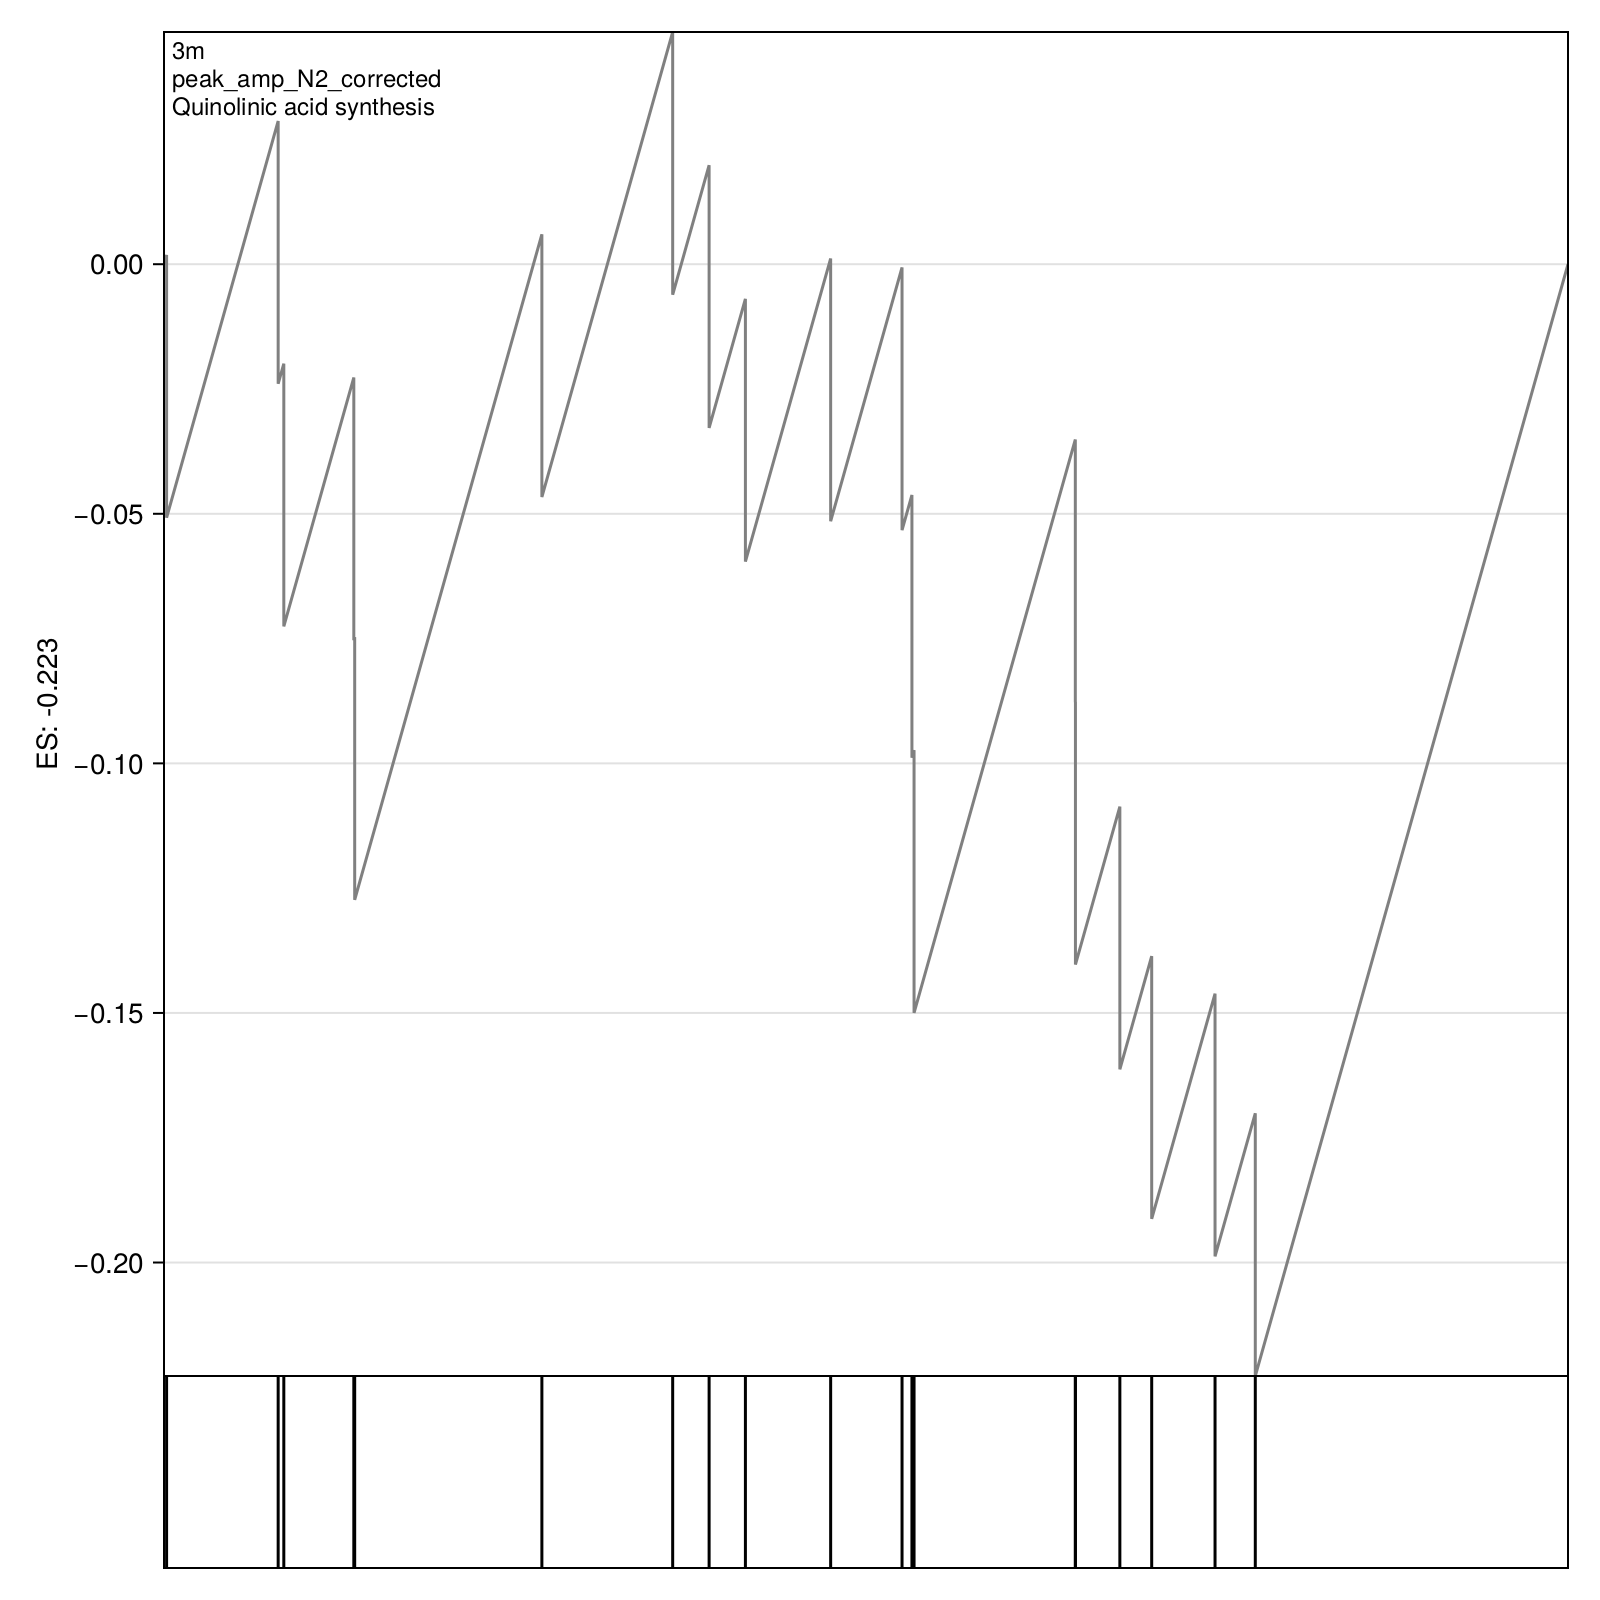 3m
peak_amp_N2_corrected
Quinolinic acid synthesis
0.00
−0.05
−0.10
−0.15
−0.20
ES: -0.223